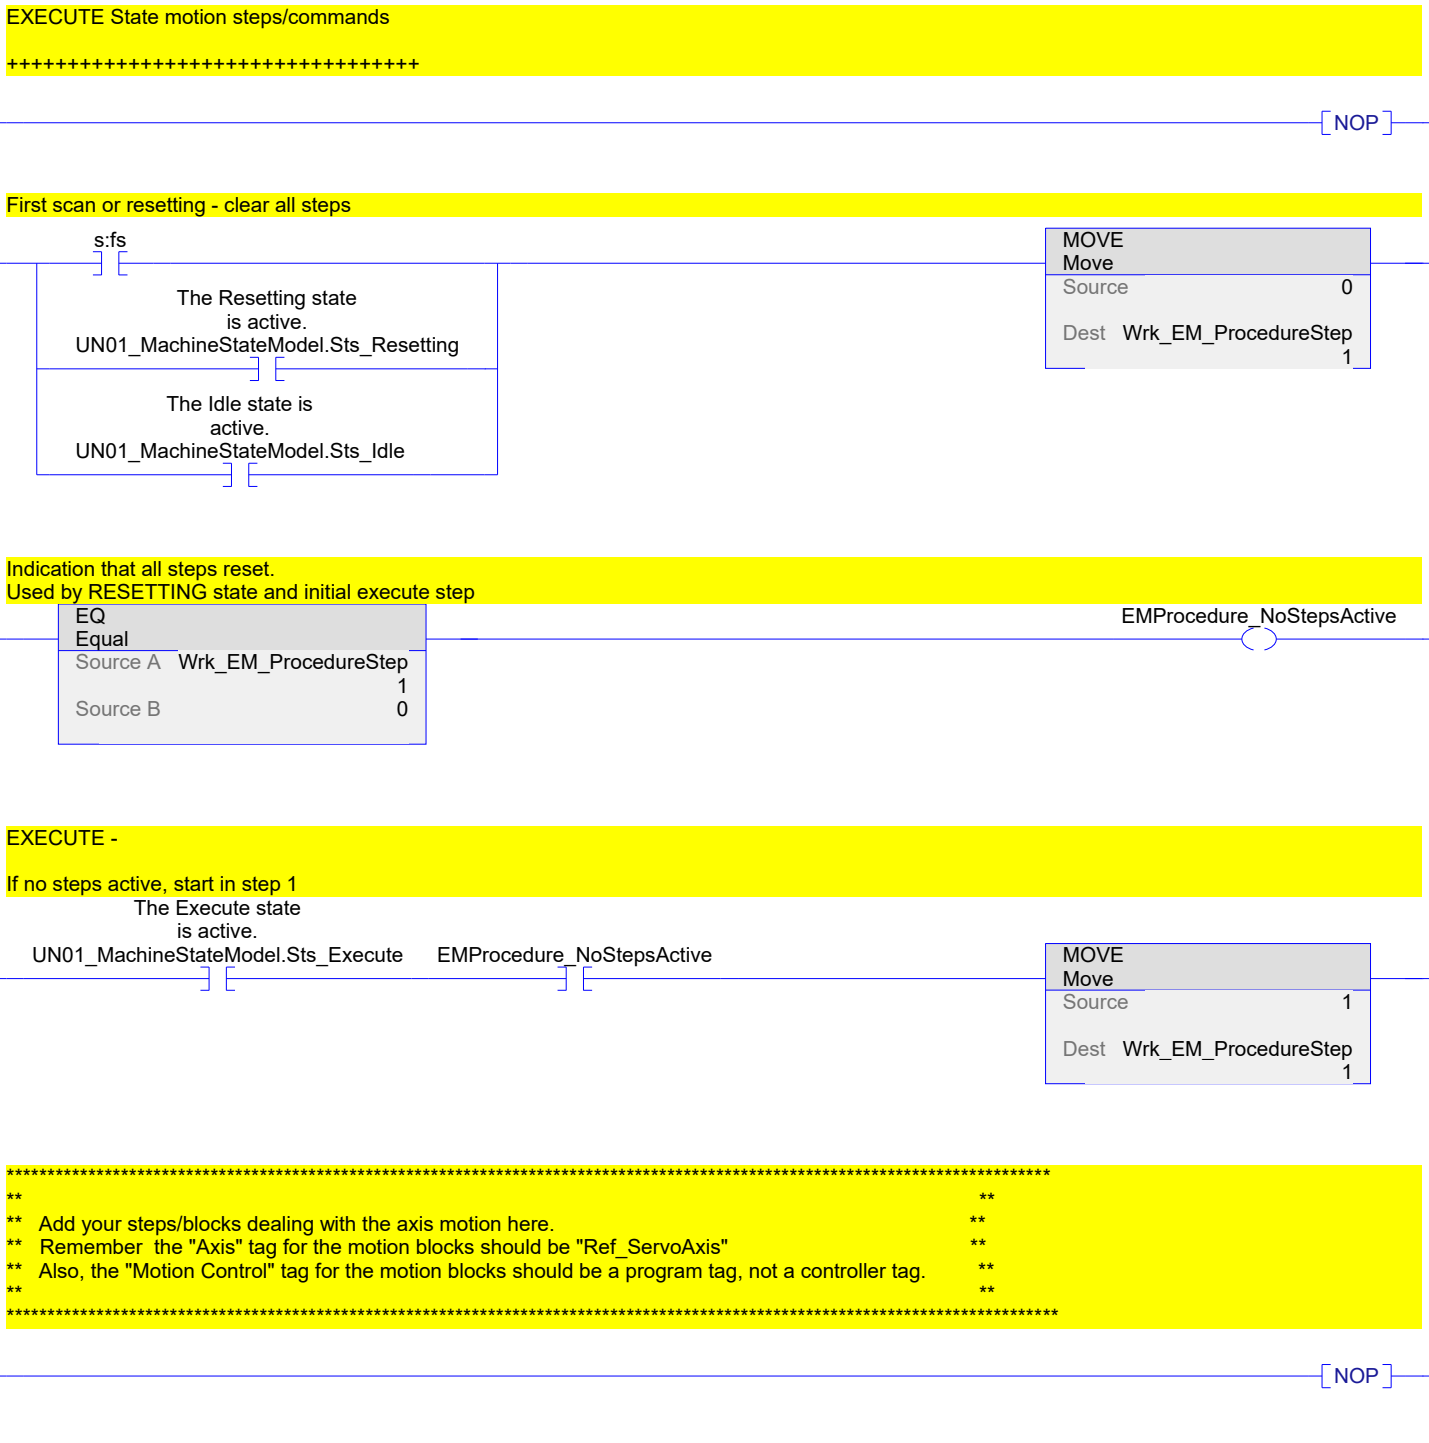 EXECUTE State motion steps/commands
++++++++++++++++++++++++++++++++++
NOP
First scan or resetting - clear all steps
s:fs
The Resetting state
is active.
UN01_MachineStateModel.Sts_Resetting
The Idle state is
active.
UN01_MachineStateModel.Sts_Idle
MOVE
Move
Source 0
Dest Wrk_EM_ProcedureStep
1
Indication that all steps reset.
Used by RESETTING state and initial execute step
EQ
Equal
Source A Wrk_EM_ProcedureStep
1
Source B 0
EMProcedure_NoStepsActive
EXECUTE -
If no steps active, start in step 1
The Execute state
is active.
UN01_MachineStateModel.Sts_Execute EMProcedure_NoStepsActive
MOVE
Move
Source 1
Dest Wrk_EM_ProcedureStep
1
**********************************************************************************************************************************
** **
** Add your steps/blocks dealing with the axis motion here. **
** Remember the "Axis" tag for the motion blocks should be "Ref_ServoAxis" **
** Also, the "Motion Control" tag for the motion blocks should be a program tag, not a controller tag. **
** **
***********************************************************************************************************************************
NOP